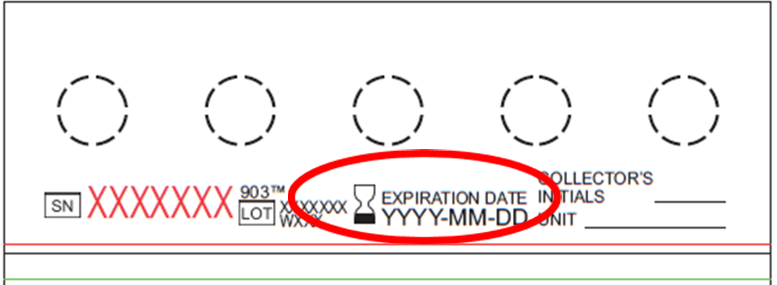 SN XXXXXXX
903™
LOT XXXXXXX
WXXX
EXPIRATION DATE
YYYY-MM-DD
COLLECTOR'S
INITIALS
UNIT